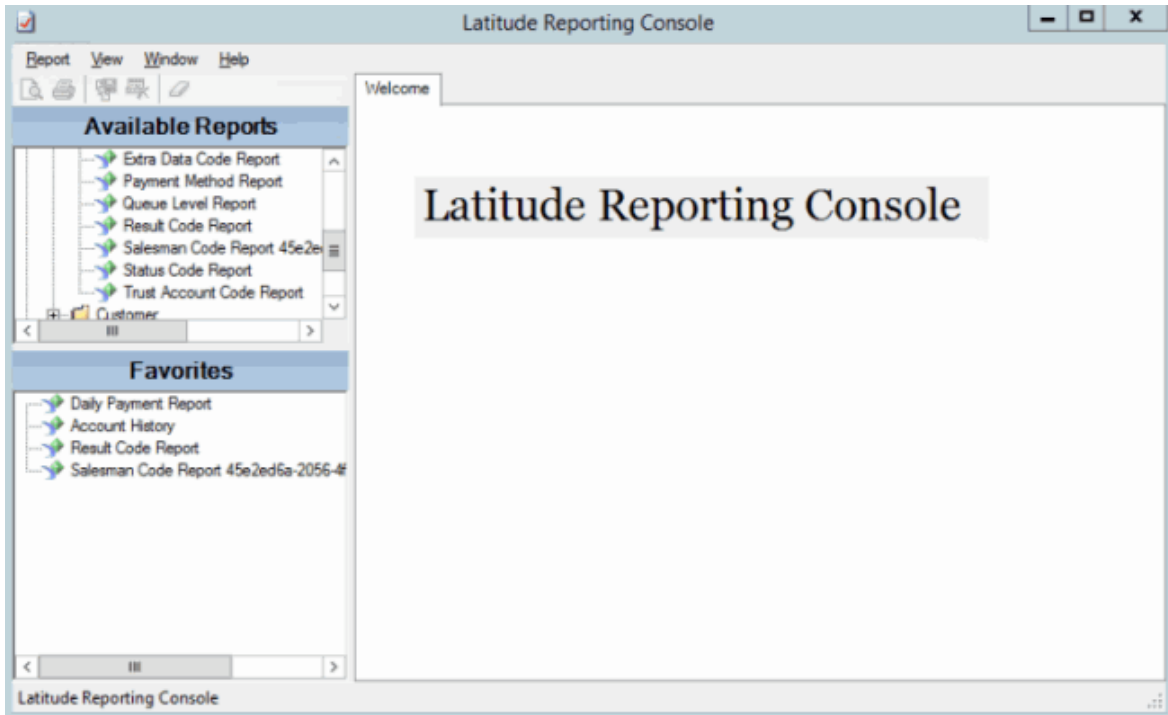 Latitude Reporting Console
Report View Window Help
Welcome
Available Reports
Extra Data Code Report
Payment Method Report
Queue Level Report
Result Code Report
Salesman Code Report 45e2e
Status Code Report
Trust Account Code Report
Customer
Latitude Reporting Console
Favorites
Daily Payment Report
Account History
Result Code Report
Salesman Code Report 45e2ed6a-2056-4f
Latitude Reporting Console